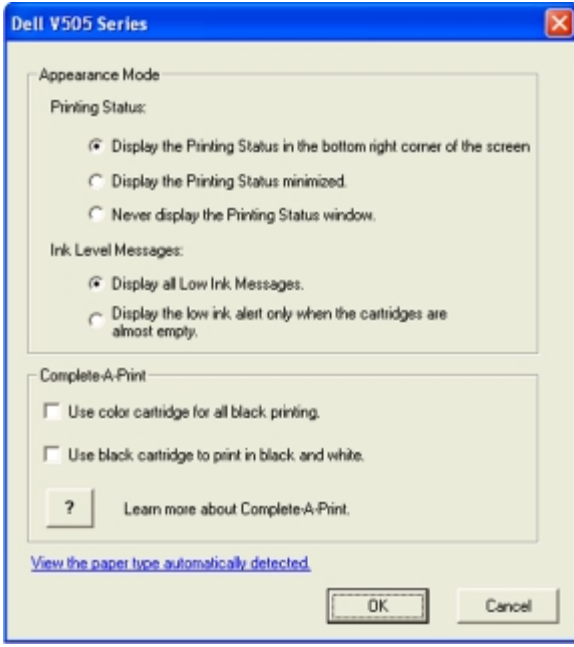 Dell V505 Series
Appearance Mode
Printing Status:
Display the Printing Status in the bottom right corner of the screen
Display the Printing Status minimized.
Never display the Printing Status window.
Ink Level Messages:
Display all Low Ink Messages.
Display the low ink alert only when the cartridges are
almost empty.
Complete-A-Print
Use color cartridge for all black printing.
Use black cartridge to print in black and white.
?
Learn more about Complete-A-Print.
View the paper type automatically detected.
OK
Cancel